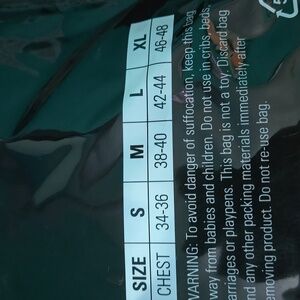 SIZE S M L XL
CHEST 34-36 38-40 42-44 46-48
WARNING: To avoid danger of suffocation, keep this bag
away from babies and children. Do not use in cribs, beds,
carriages or playpens. This bag is not a toy. Discard bag
and any other packing materials immediately after
removing product. Do not re-use bag.